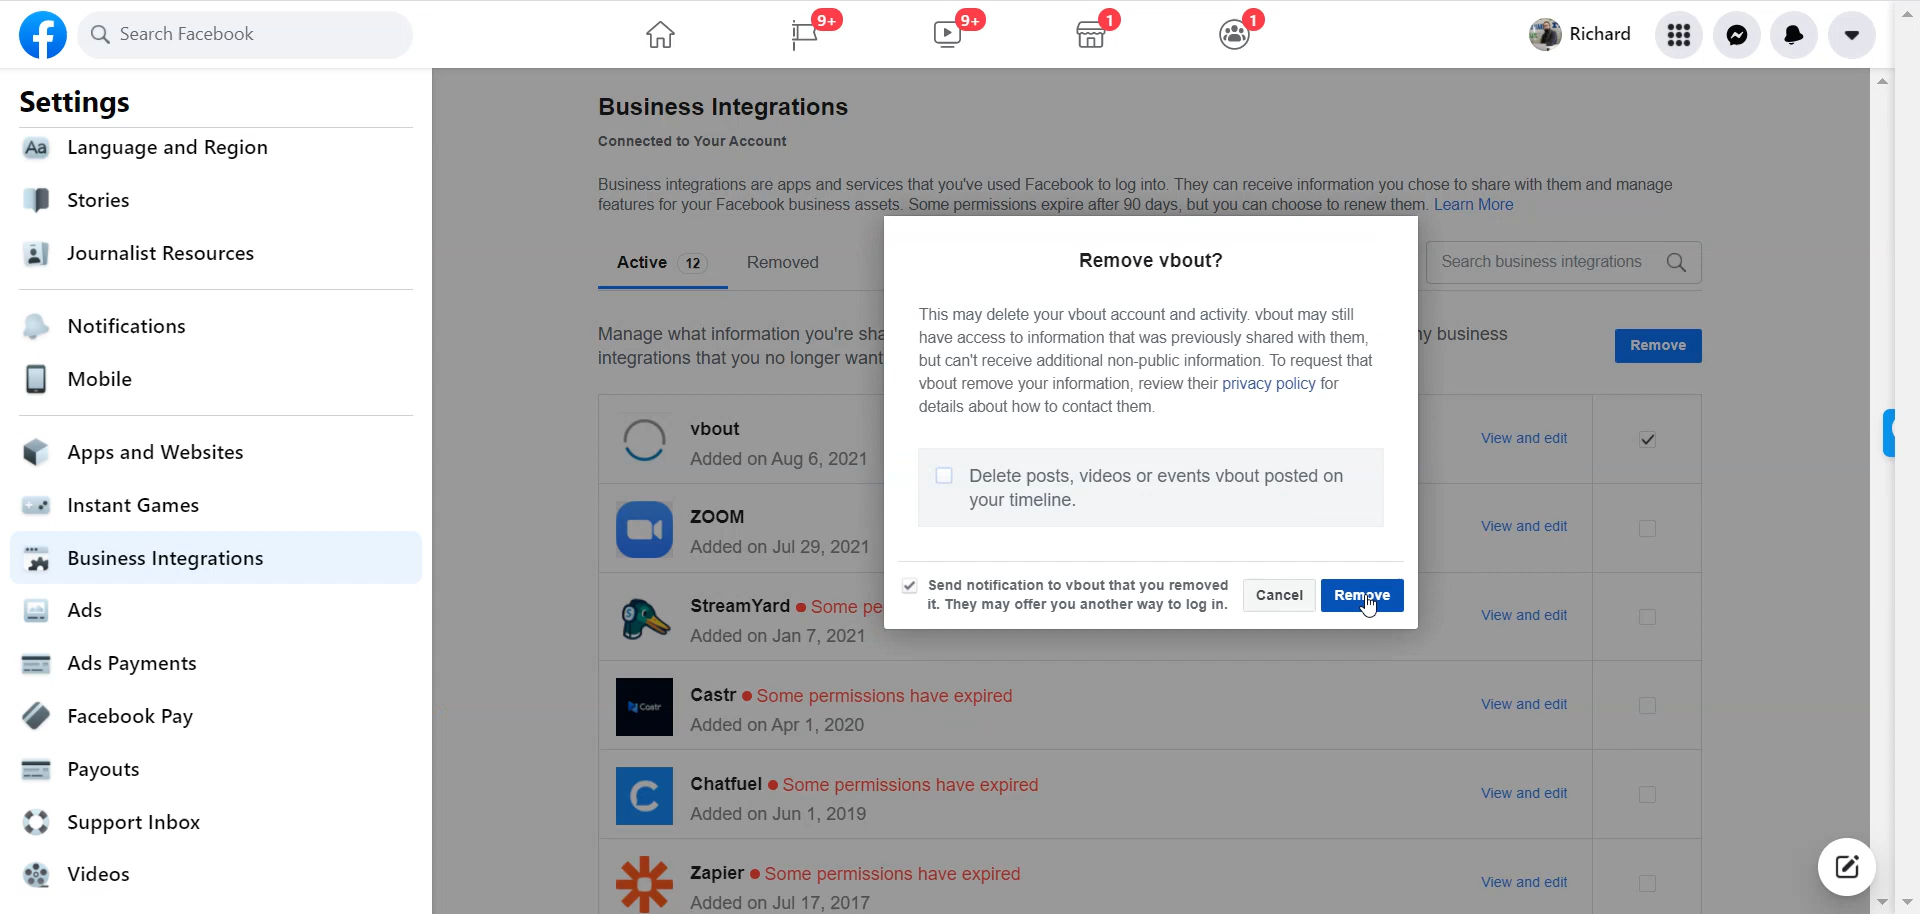 Search Facebook
9+
9+
1
1
Richard
Settings
Aa Language and Region
Stories
Journalist Resources
Notifications
Mobile
Apps and Websites
Instant Games
Business Integrations
Ads
Ads Payments
Facebook Pay
Payouts
Support Inbox
Videos
Business Integrations
Connected to Your Account
Business integrations are apps and services that you've used Facebook to log into. They can receive information you chose to share with them and manage
features for your Facebook business assets. Some permissions expire after 90 days, but you can choose to renew them. Learn More
Active 12 Removed
Search business integrations
Manage what information you're sha
ny business
integrations that you no longer want
Remove
vbout
Added on Aug 6, 2021
View and edit
ZOOM
Added on Jul 29, 2021
View and edit
StreamYard ● Some pe
Added on Jan 7, 2021
View and edit
Castr
Castr ● Some permissions have expired
Added on Apr 1, 2020
View and edit
C
Chatfuel ● Some permissions have expired
Added on Jun 1, 2019
View and edit
Zapier ● Some permissions have expired
Added on Jul 17, 2017
View and edit
Remove vbout?
This may delete your vbout account and activity. vbout may still
have access to information that was previously shared with them,
but can't receive additional non-public information. To request that
vbout remove your information, review their privacy policy for
details about how to contact them.
Delete posts, videos or events vbout posted on
your timeline.
Send notification to vbout that you removed
it. They may offer you another way to log in.
Cancel
Remove